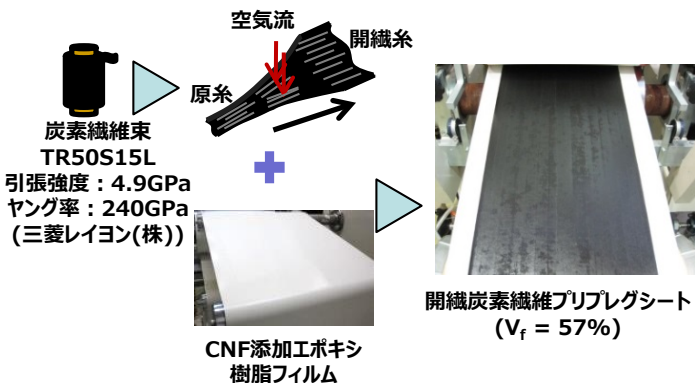 空気流
開繊糸
原糸
炭素繊維束
TR50S15L
引張強度：4.9GPa
ヤング率：240GPa
(三菱レイヨン(株))
CNF添加エポキシ
樹脂フィルム
開繊炭素繊維プリプレグシート
(Vf = 57%)